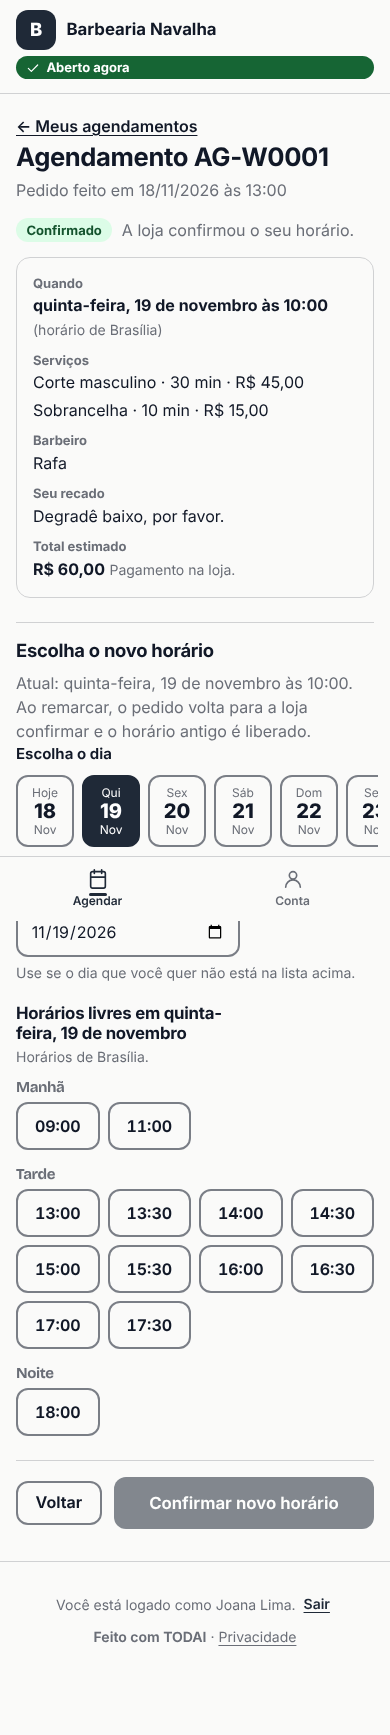 B Barbearia Navalha
Aberto agora
← Meus agendamentos
Agendamento AG-W0001
Pedido feito em 18/11/2026 às 13:00
Confirmado A loja confirmou o seu horário.
Quando
quinta-feira, 19 de novembro às 10:00
(horário de Brasília)
Serviços
Corte masculino · 30 min · R$ 45,00
Sobrancelha · 10 min · R$ 15,00
Barbeiro
Rafa
Seu recado
Degradê baixo, por favor.
Total estimado
R$ 60,00 Pagamento na loja.
Escolha o novo horário
Atual: quinta-feira, 19 de novembro às 10:00.
Ao remarcar, o pedido volta para a loja
confirmar e o horário antigo é liberado.
Escolha o dia
Hoje Qui Sex Sáb Dom
18 19 20 21 22
Nov Nov Nov Nov Nov
Agendar Conta
11/19/2026
Use se o dia que você quer não está na lista acima.
Horários livres em quinta-
feira, 19 de novembro
Horários de Brasília.
Manhã
09:00 11:00
Tarde
13:00 13:30 14:00 14:30
15:00 15:30 16:00 16:30
17:00 17:30
Noite
18:00
Voltar Confirmar novo horário
Você está logado como Joana Lima. Sair
Feito com TODAI · Privacidade